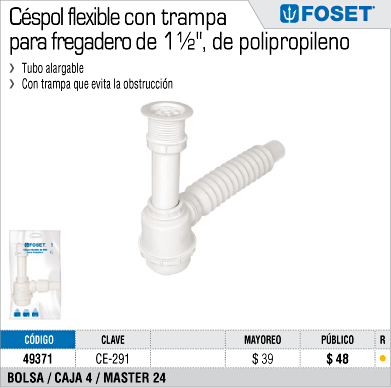 Céspol flexible con trampa
para fregadero de 1 ½", de polipropileno
FOSET®
❯ Tubo alargable
❯ Con trampa que evita la obstrucción
FOSET
CÓDIGO CLAVE MAYOREO PÚBLICO R
49371 CE-291 $ 39 $ 48
BOLSA / CAJA 4 / MASTER 24